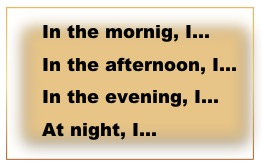 In the mornig, I...
In the afternoon, I...
In the evening, I...
At night, I...